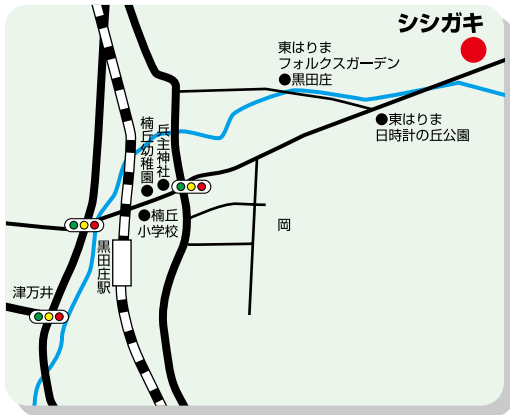 シシガキ
東はりま
フォルクスガーデン
黒田庄
東はりま
日時計の丘公園
兵主神社
楠丘幼稚園
楠丘
小学校
岡
黒田庄駅
津万井